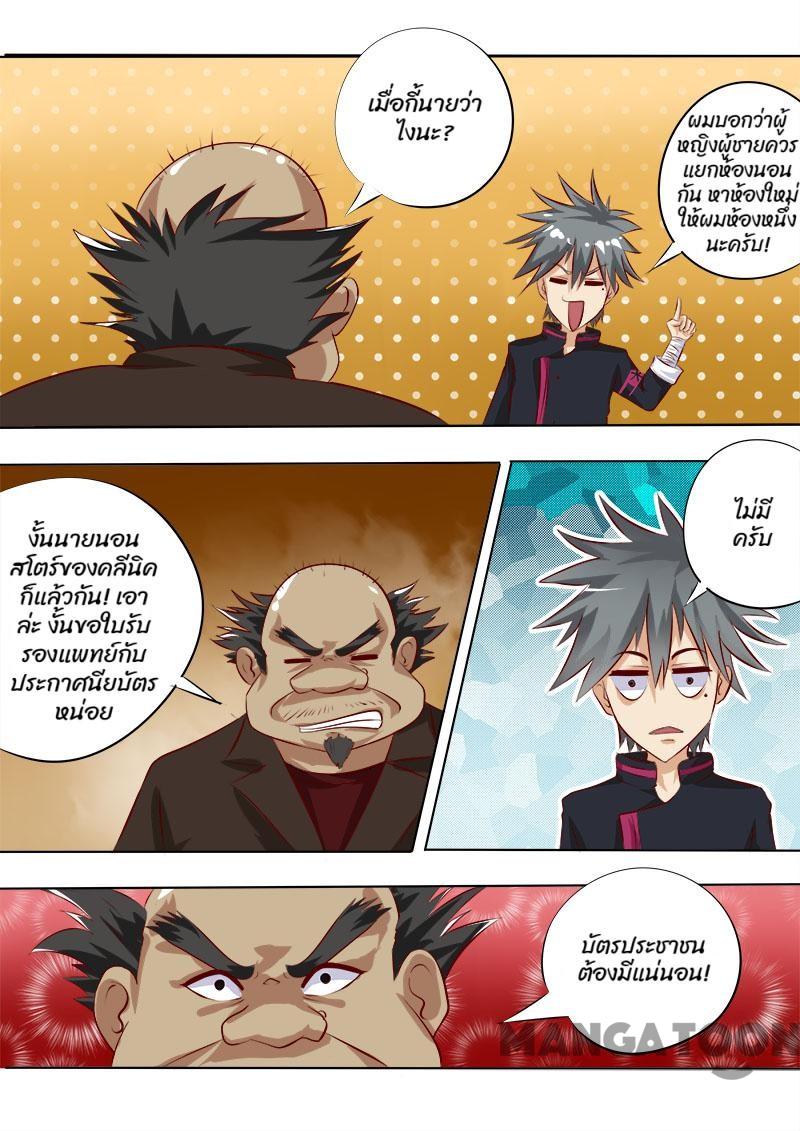 เมื่อกี้นายว่า
ไงนะ?
ผมบอกว่าผู้
หญิงผู้ชายควร
แยกห้องนอน
กัน หาห้องใหม่
ให้ผมห้องหนึ่ง
นะครับ!
งั้นนายนอน
สโตร์ของคลีนิค
ก็แล้วกัน! เอา
ล่ะ งั้นขอใบรับ
รองแพทย์กับ
ประกาศนียบัตร
หน่อย
ไม่มี
ครับ
บัตรประชาชน
ต้องมีแน่นอน!
MANGATOON